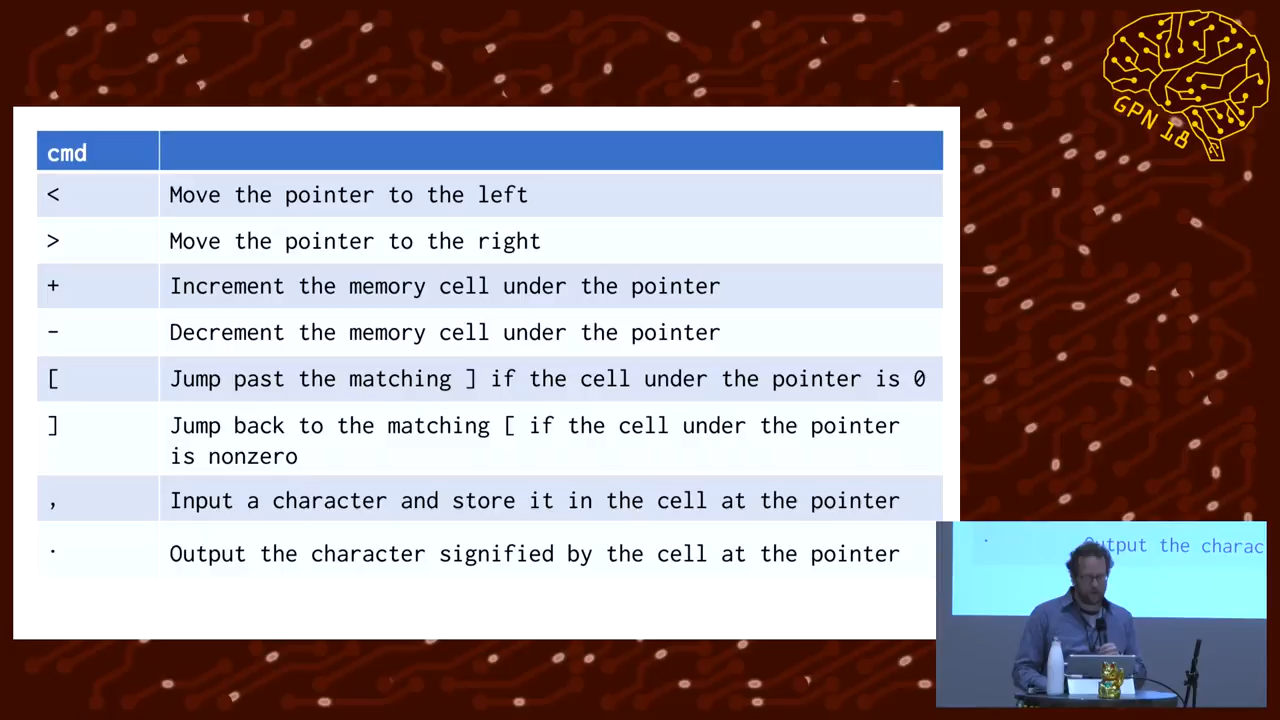 GPN 18
cmd
< Move the pointer to the left
> Move the pointer to the right
+ Increment the memory cell under the pointer
- Decrement the memory cell under the pointer
[ Jump past the matching ] if the cell under the pointer is 0
] Jump back to the matching [ if the cell under the pointer
is nonzero
, Input a character and store it in the cell at the pointer
. Output the character signified by the cell at the pointer
. Output the charac